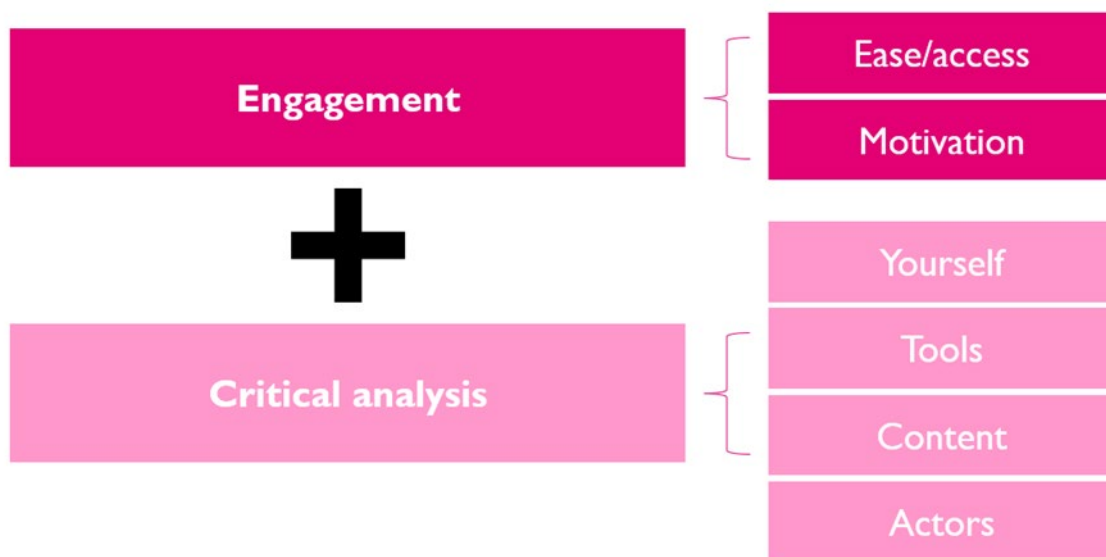 Engagement
Ease/access
Motivation
Critical analysis
Yourself
Tools
Content
Actors